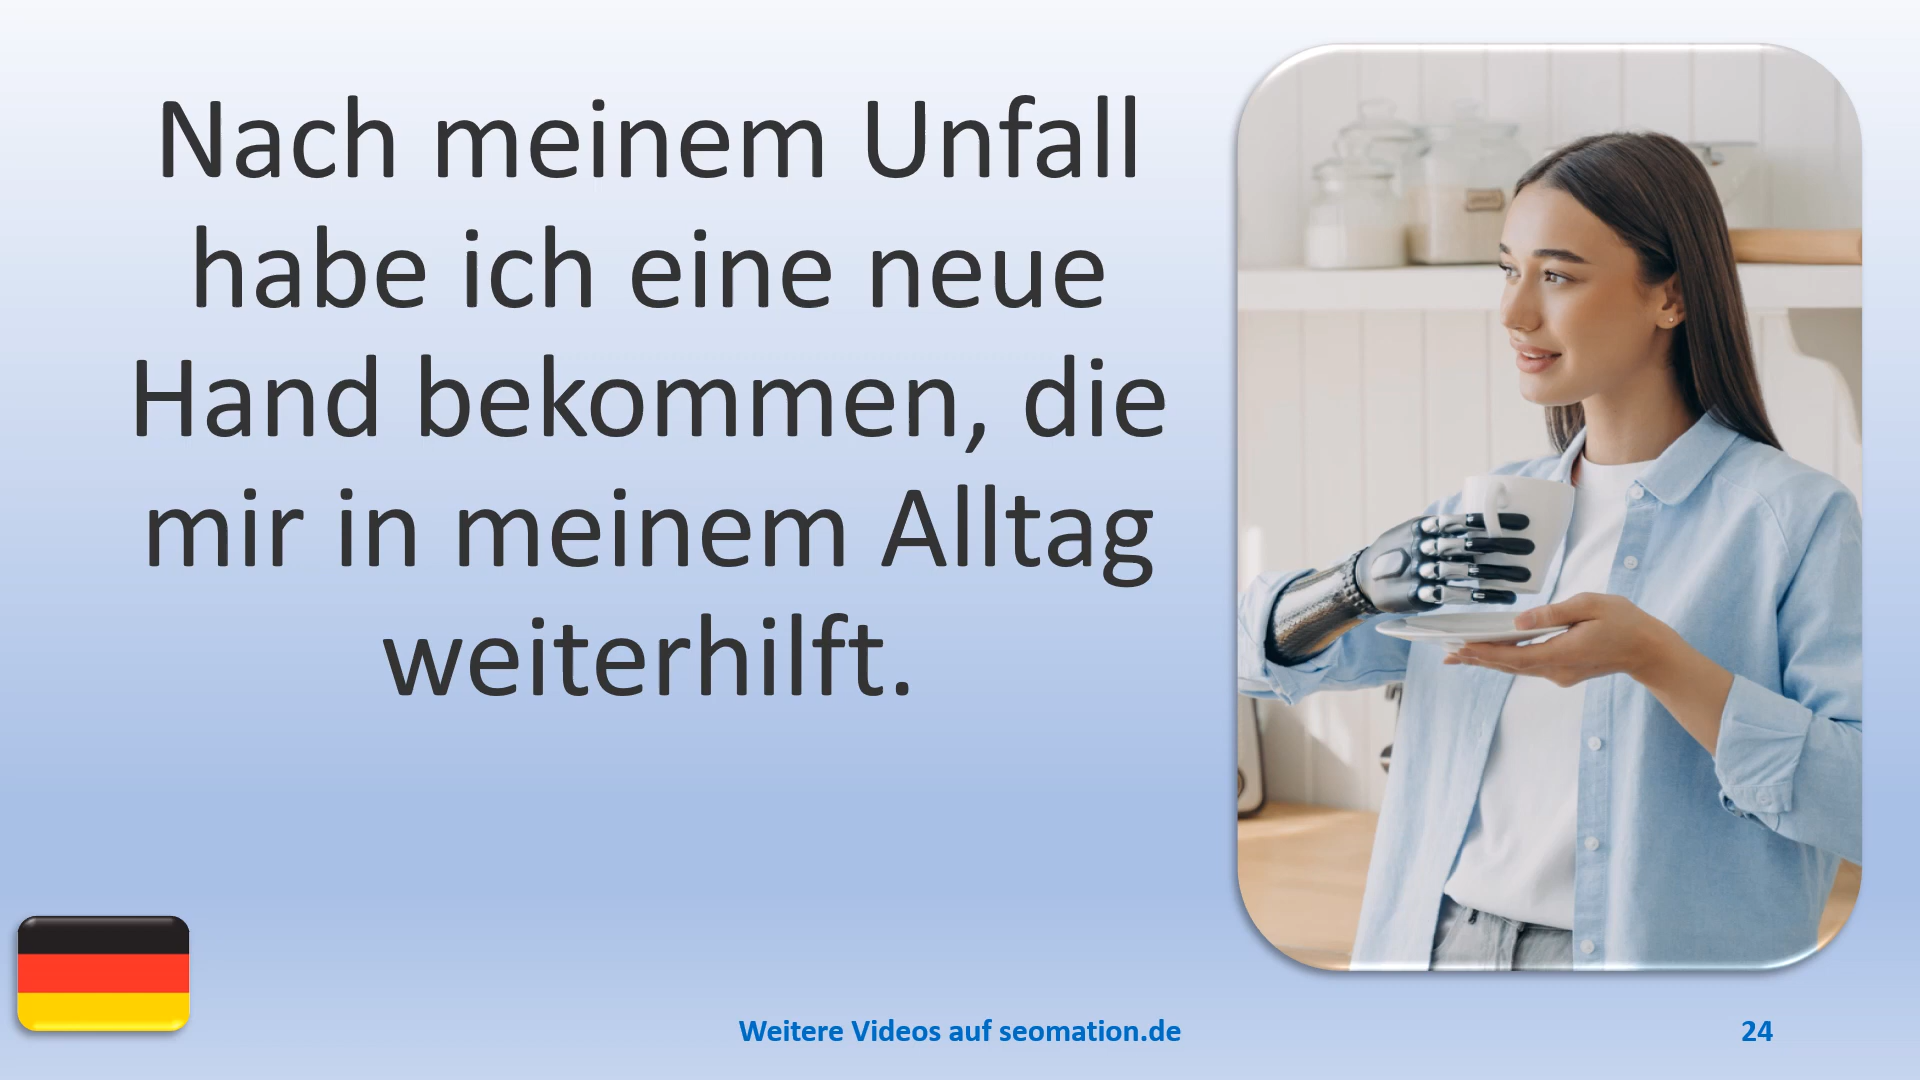 Nach meinem Unfall
habe ich eine neue
Hand bekommen, die
mir in meinem Alltag
weiterhilft.
Weitere Videos auf seomation.de
24